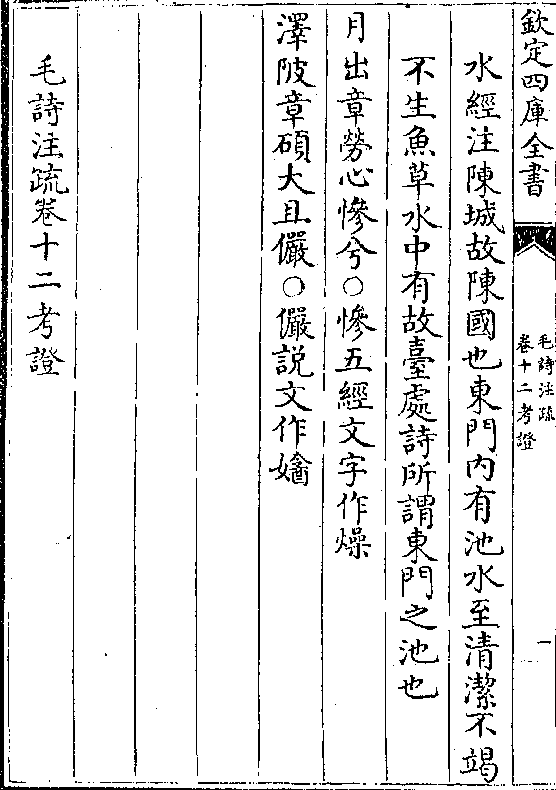 欽定四庫全書
毛詩注疏
卷十二考證
一
水經注陳城故陳國也東門内有池水至清潔不竭
不生魚草水中有故臺處詩所謂東門之池也
月出章勞心慘兮○慘五經文字作燥
澤陂章碩大且儼○儼說文作㜝
毛詩注疏卷十二考證